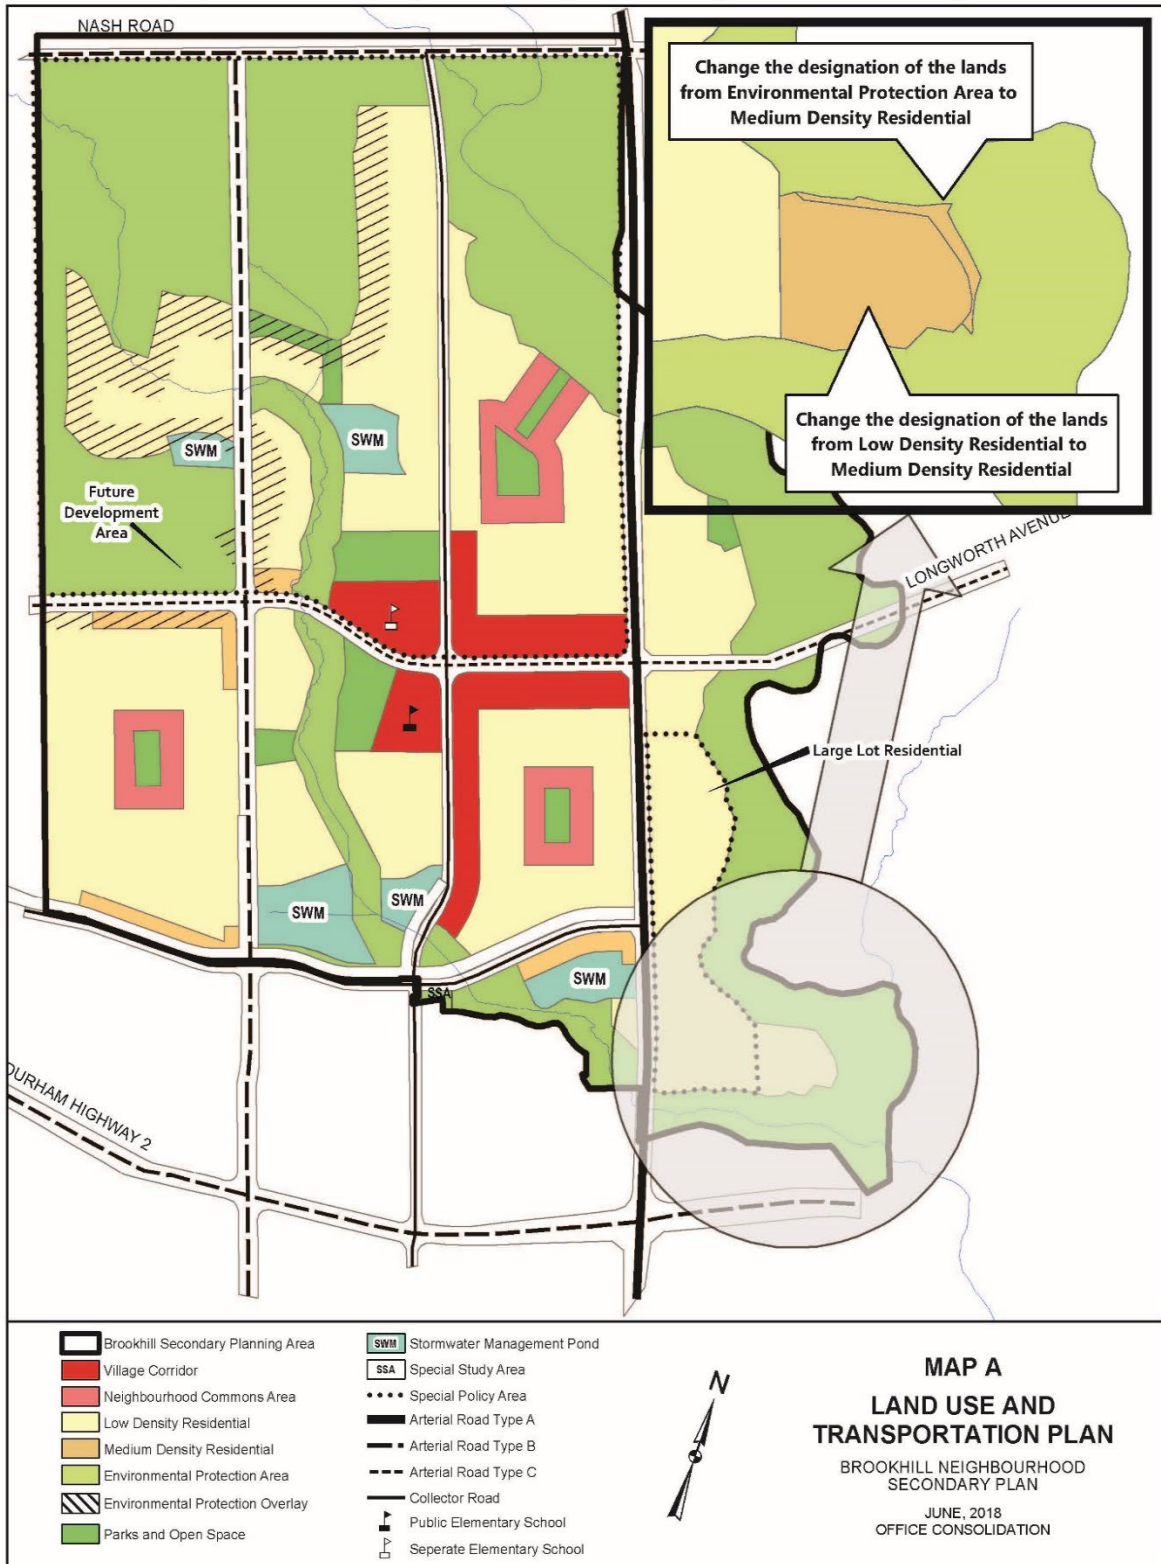 NASH ROAD
Change the designation of the lands
from Environmental Protection Area to
Medium Density Residential
Change the designation of the lands
from Low Density Residential to
Medium Density Residential
SWM
SWM
Future
Development
Area
LONGWORTH AVENUE
Large Lot Residential
SWM
SWM
SWM
SSA
DURHAM HIGHWAY 2
Brookhill Secondary Planning Area
Village Corridor
Neighbourhood Commons Area
Low Density Residential
Medium Density Residential
Environmental Protection Area
Environmental Protection Overlay
Parks and Open Space
SWM Stormwater Management Pond
SSA Special Study Area
Special Policy Area
Arterial Road Type A
Arterial Road Type B
Arterial Road Type C
Collector Road
Public Elementary School
Seperate Elementary School
N
MAP A
LAND USE AND
TRANSPORTATION PLAN
BROOKHILL NEIGHBOURHOOD
SECONDARY PLAN
JUNE, 2018
OFFICE CONSOLIDATION